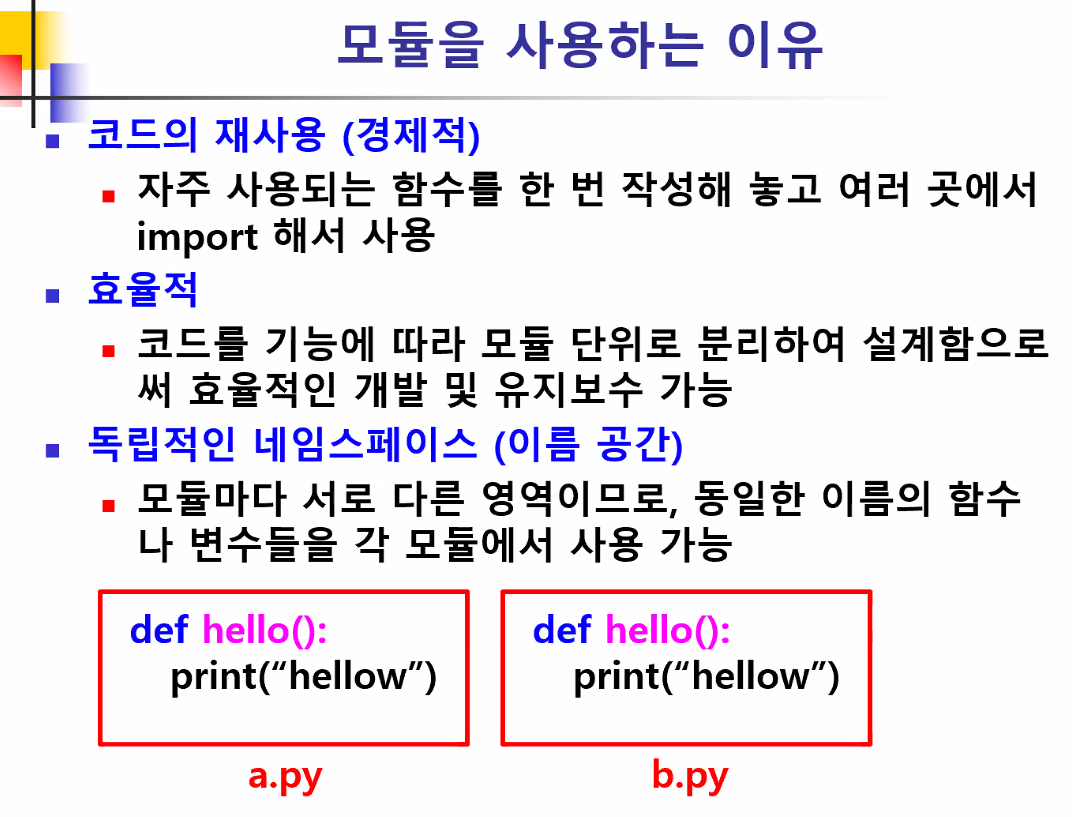 모듈을 사용하는 이유
코드의 재사용 (경제적)
자주 사용되는 함수를 한 번 작성해 놓고 여러 곳에서
import 해서 사용
효율적
코드를 기능에 따라 모듈 단위로 분리하여 설계함으로
써 효율적인 개발 및 유지보수 가능
독립적인 네임스페이스 (이름 공간)
모듈마다 서로 다른 영역이므로, 동일한 이름의 함수
나 변수들을 각 모듈에서 사용 가능
def hello():
print(“hellow”)
a.py
def hello():
print(“hellow”)
b.py